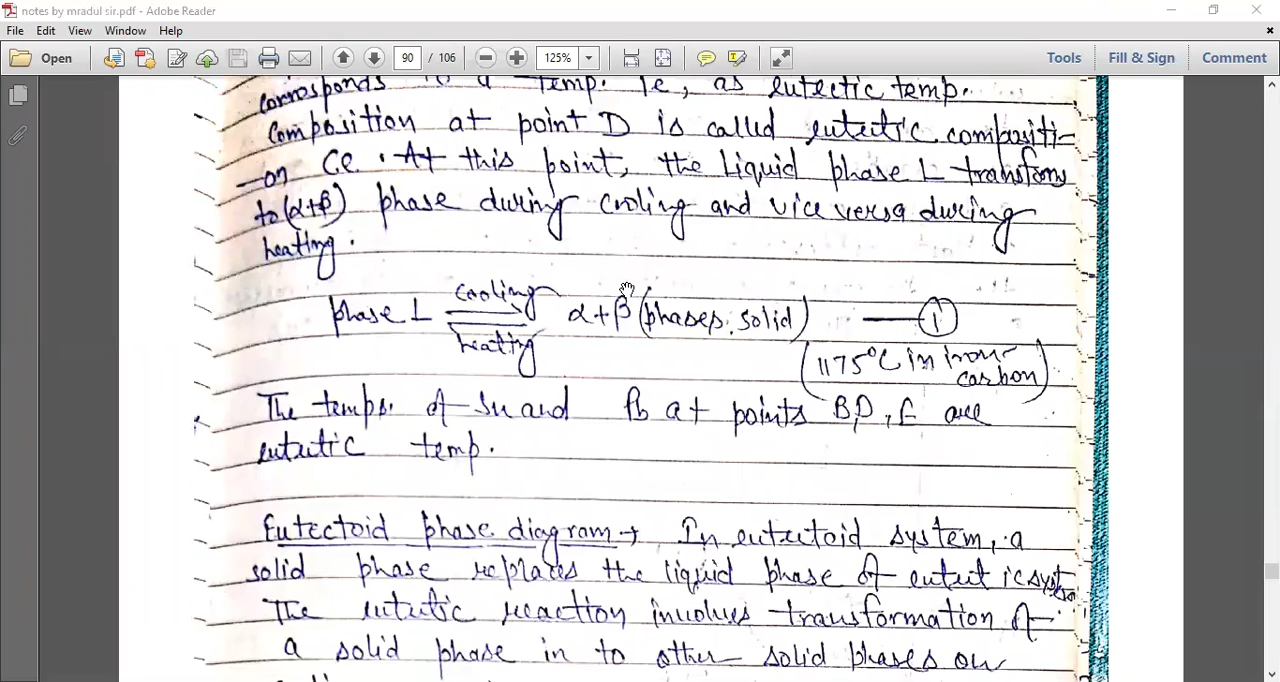 notes by mradul sir.pdf - Adobe Reader
File Edit View Window Help
Open 90 / 106 125% Tools Fill & Sign Comment
corresponds a temp. ie, as eutectic temp.
Composition at point D is called eutectic compositi-
-on Ce. At this point, the liquid phase L transforms
to (α+β) phase during cooling and vice versa during
heating.
phase L cooling α+β (phases solid) — 1
heating
(1175°C in iron-
carbon)
The temps. of Sn and Pb at points B, D, E are
eutectic temp.
Eutectoid phase diagram → In eutectoid system, a
solid phase replaces the liquid phase of eutectic system
The eutectic reaction involves transformation of
a solid phase in to other solid phases on